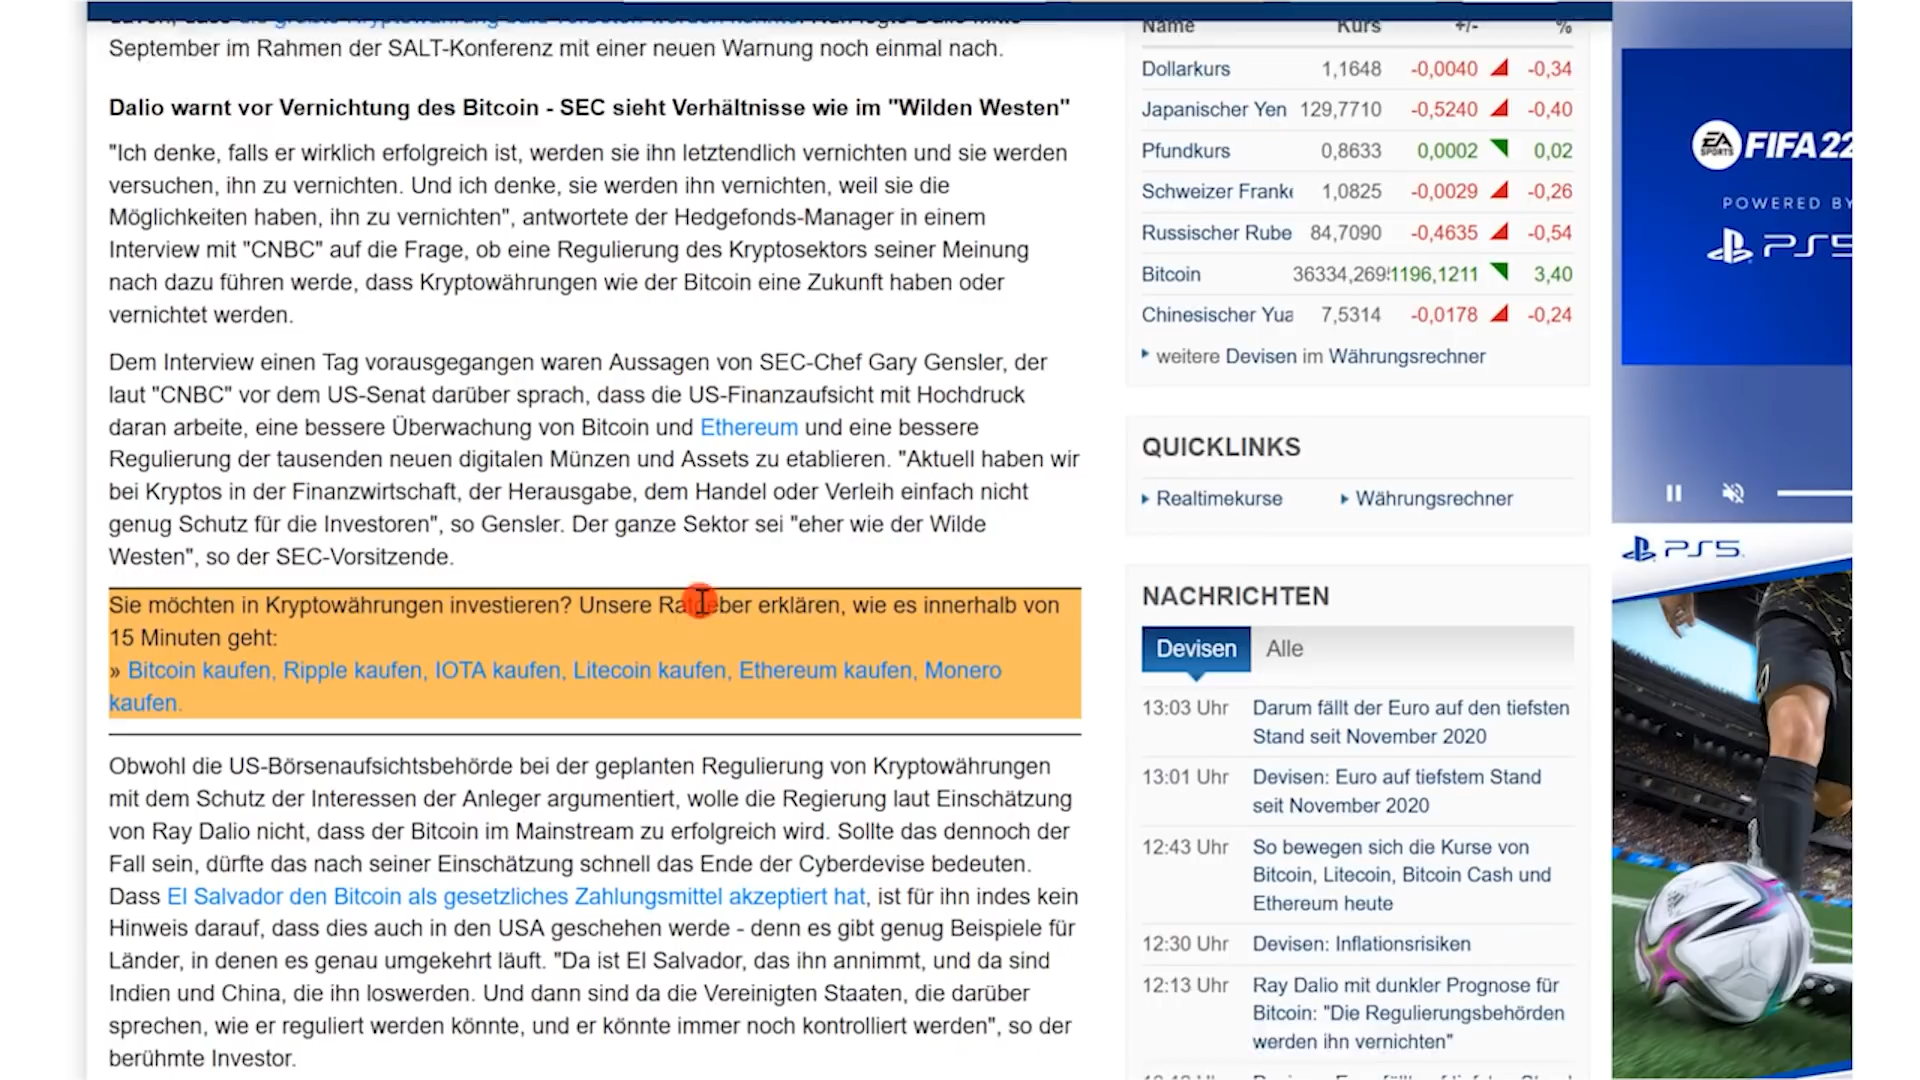 September im Rahmen der SALT-Konferenz mit einer neuen Warnung noch einmal nach.
Dalio warnt vor Vernichtung des Bitcoin - SEC sieht Verhältnisse wie im "Wilden Westen"
"Ich denke, falls er wirklich erfolgreich ist, werden sie ihn letztendlich vernichten und sie werden
versuchen, ihn zu vernichten. Und ich denke, sie werden ihn vernichten, weil sie die
Möglichkeiten haben, ihn zu vernichten", antwortete der Hedgefonds-Manager in einem
Interview mit "CNBC" auf die Frage, ob eine Regulierung des Kryptosektors seiner Meinung
nach dazu führen werde, dass Kryptowährungen wie der Bitcoin eine Zukunft haben oder
vernichtet werden.
Dem Interview einen Tag vorausgegangen waren Aussagen von SEC-Chef Gary Gensler, der
laut "CNBC" vor dem US-Senat darüber sprach, dass die US-Finanzaufsicht mit Hochdruck
daran arbeite, eine bessere Überwachung von Bitcoin und Ethereum und eine bessere
Regulierung der tausenden neuen digitalen Münzen und Assets zu etablieren. "Aktuell haben wir
bei Kryptos in der Finanzwirtschaft, der Herausgabe, dem Handel oder Verleih einfach nicht
genug Schutz für die Investoren", so Gensler. Der ganze Sektor sei "eher wie der Wilde
Westen", so der SEC-Vorsitzende.
Sie möchten in Kryptowährungen investieren? Unsere Ratgeber erklären, wie es innerhalb von
15 Minuten geht:
» Bitcoin kaufen, Ripple kaufen, IOTA kaufen, Litecoin kaufen, Ethereum kaufen, Monero
kaufen.
Obwohl die US-Börsenaufsichtsbehörde bei der geplanten Regulierung von Kryptowährungen
mit dem Schutz der Interessen der Anleger argumentiert, wolle die Regierung laut Einschätzung
von Ray Dalio nicht, dass der Bitcoin im Mainstream zu erfolgreich wird. Sollte das dennoch der
Fall sein, dürfte das nach seiner Einschätzung schnell das Ende der Cyberdevise bedeuten.
Dass El Salvador den Bitcoin als gesetzliches Zahlungsmittel akzeptiert hat, ist für ihn indes kein
Hinweis darauf, dass dies auch in den USA geschehen werde - denn es gibt genug Beispiele für
Länder, in denen es genau umgekehrt läuft. "Da ist El Salvador, das ihn annimmt, und da sind
Indien und China, die ihn loswerden. Und dann sind da die Vereinigten Staaten, die darüber
sprechen, wie er reguliert werden könnte, und er könnte immer noch kontrolliert werden", so der
berühmte Investor.
Name Kurs +/- %
Dollarkurs 1,1648 -0,0040 -0,34
Japanischer Yen 129,7710 -0,5240 -0,40
Pfundkurs 0,8633 0,0002 0,02
Schweizer Franke 1,0825 -0,0029 -0,26
Russischer Rube 84,7090 -0,4635 -0,54
Bitcoin 36334,269 1196,1211 3,40
Chinesischer Yua 7,5314 -0,0178 -0,24
weitere Devisen im Währungsrechner
QUICKLINKS
Realtimekurse Währungsrechner
NACHRICHTEN
Devisen Alle
13:03 Uhr Darum fällt der Euro auf den tiefsten
Stand seit November 2020
13:01 Uhr Devisen: Euro auf tiefstem Stand
seit November 2020
12:43 Uhr So bewegen sich die Kurse von
Bitcoin, Litecoin, Bitcoin Cash und
Ethereum heute
12:30 Uhr Devisen: Inflationsrisiken
12:13 Uhr Ray Dalio mit dunkler Prognose für
Bitcoin: "Die Regulierungsbehörden
werden ihn vernichten"
EA SPORTS FIFA 22
POWERED BY
PS5
PS5